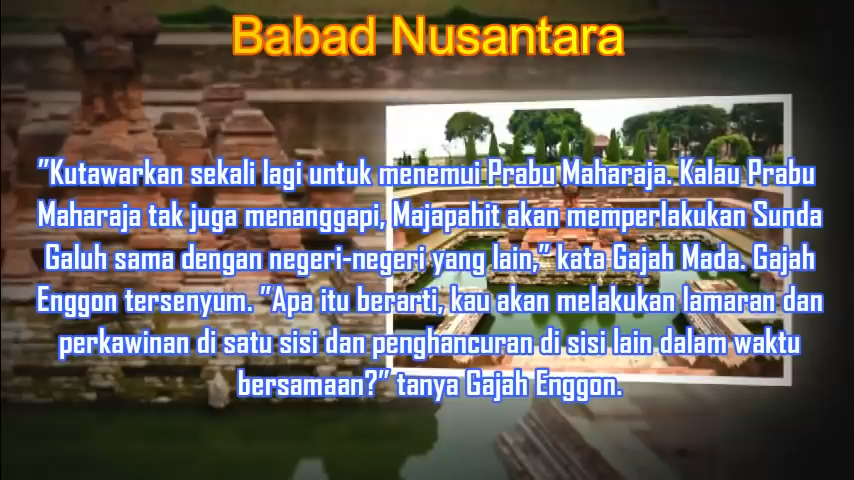 Babad Nusantara
”Kutawarkan sekali lagi untuk menemui Prabu Maharaja. Kalau Prabu
Maharaja tak juga menanggapi, Majapahit akan memperlakukan Sunda
Galuh sama dengan negeri-negeri yang lain,” kata Gajah Mada. Gajah
Enggon tersenyum. ”Apa itu berarti, kau akan melakukan lamaran dan
perkawinan di satu sisi dan penghancuran di sisi lain dalam waktu
bersamaan?” tanya Gajah Enggon.